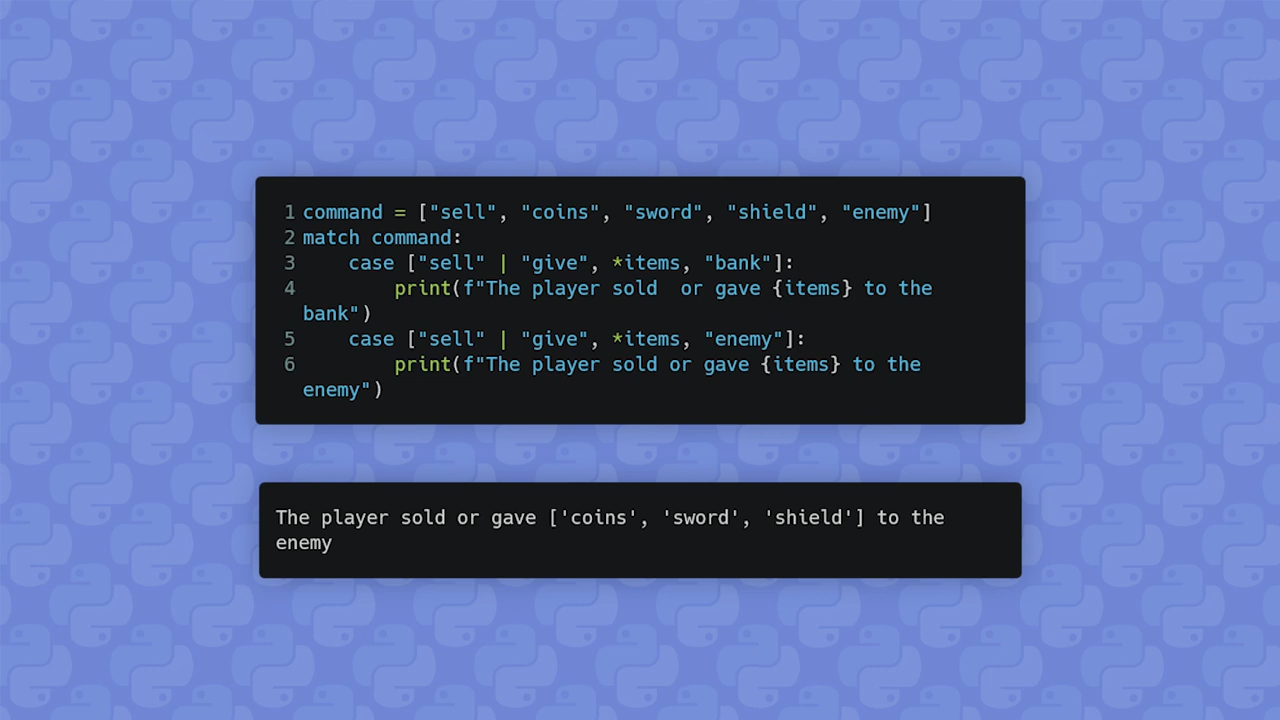 1 command = ["sell", "coins", "sword", "shield", "enemy"]
2 match command:
3     case ["sell" | "give", *items, "bank"]:
4         print(f"The player sold  or gave {items} to the
bank")
5     case ["sell" | "give", *items, "enemy"]:
6         print(f"The player sold or gave {items} to the
enemy")
The player sold or gave ['coins', 'sword', 'shield'] to the
enemy